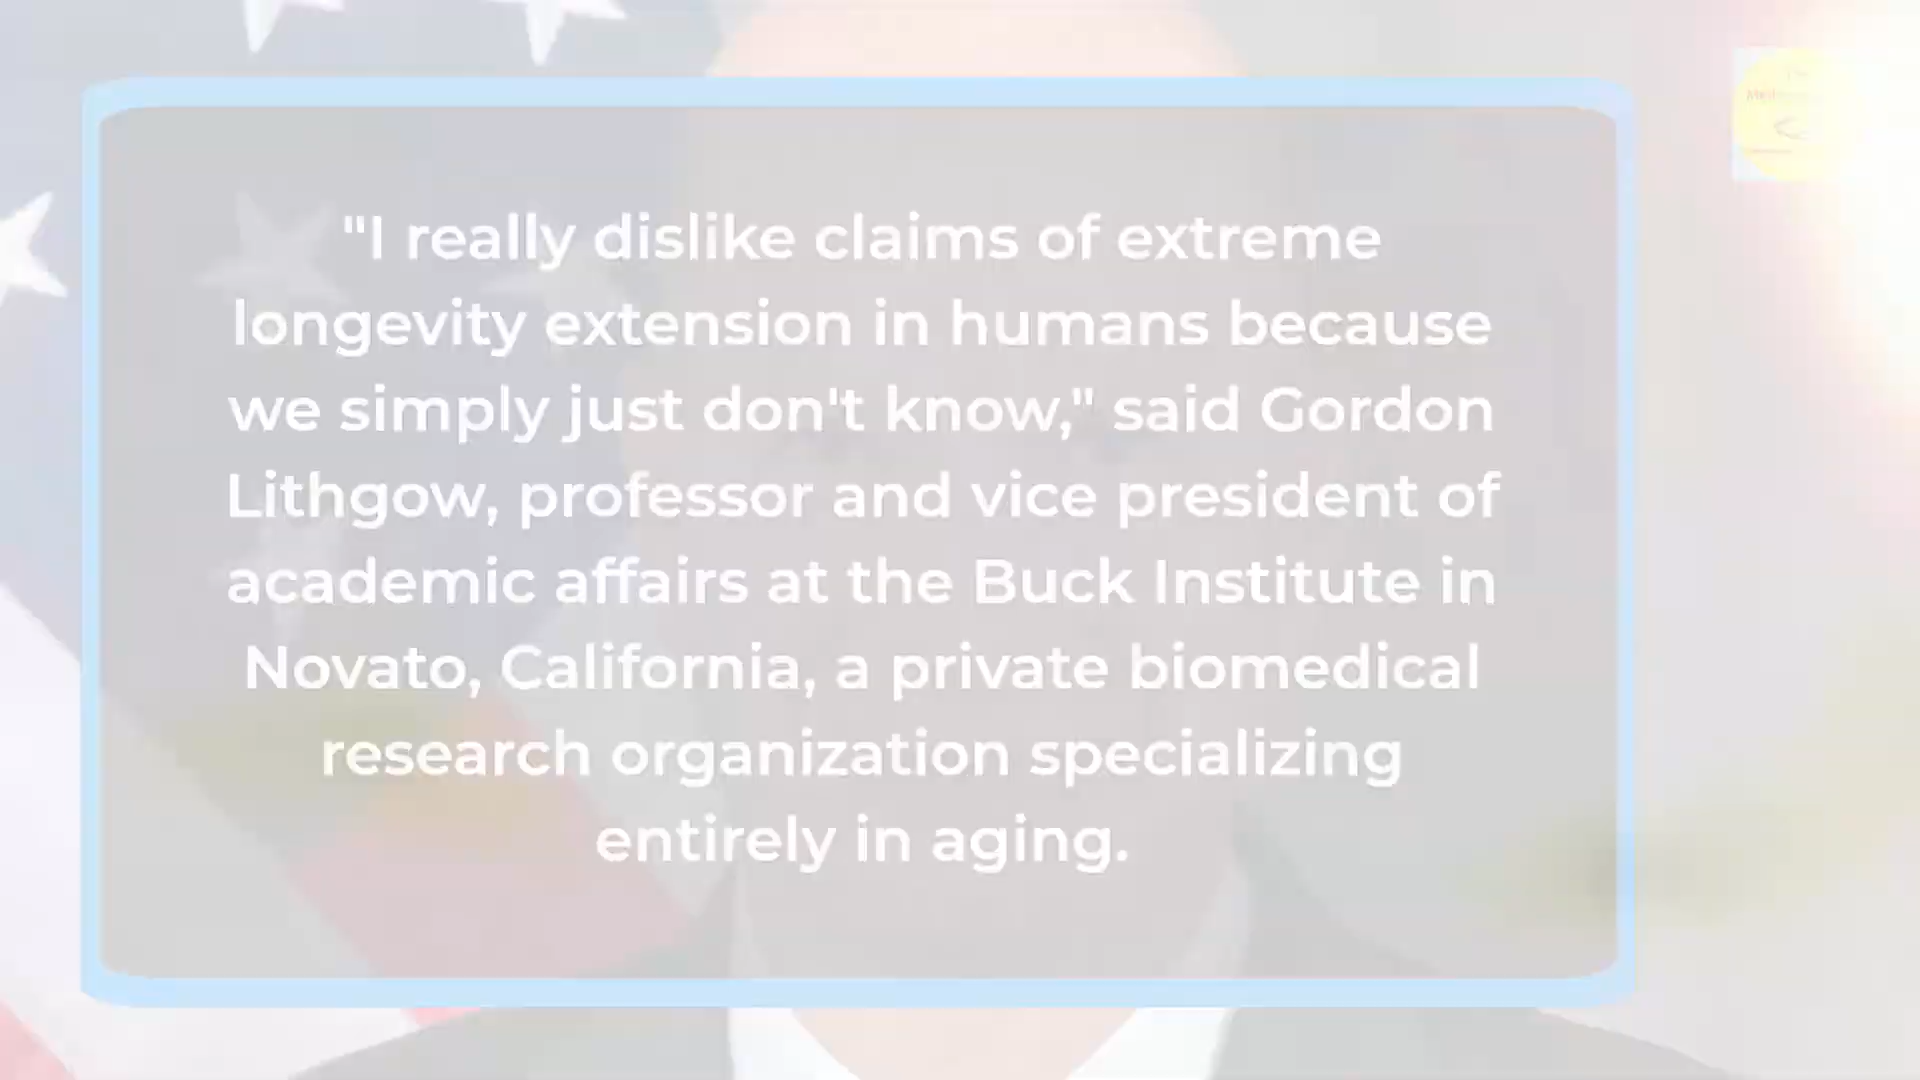 "I really dislike claims of extreme
longevity extension in humans because
we simply just don't know," said Gordon
Lithgow, professor and vice president of
academic affairs at the Buck Institute in
Novato, California, a private biomedical
research organization specializing
entirely in aging.